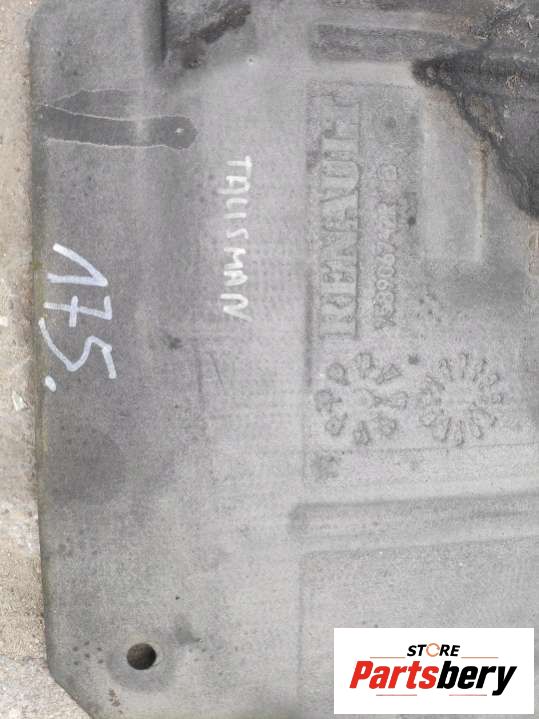 175.
TALISMAN
RENAULT
STORE
Partsbery